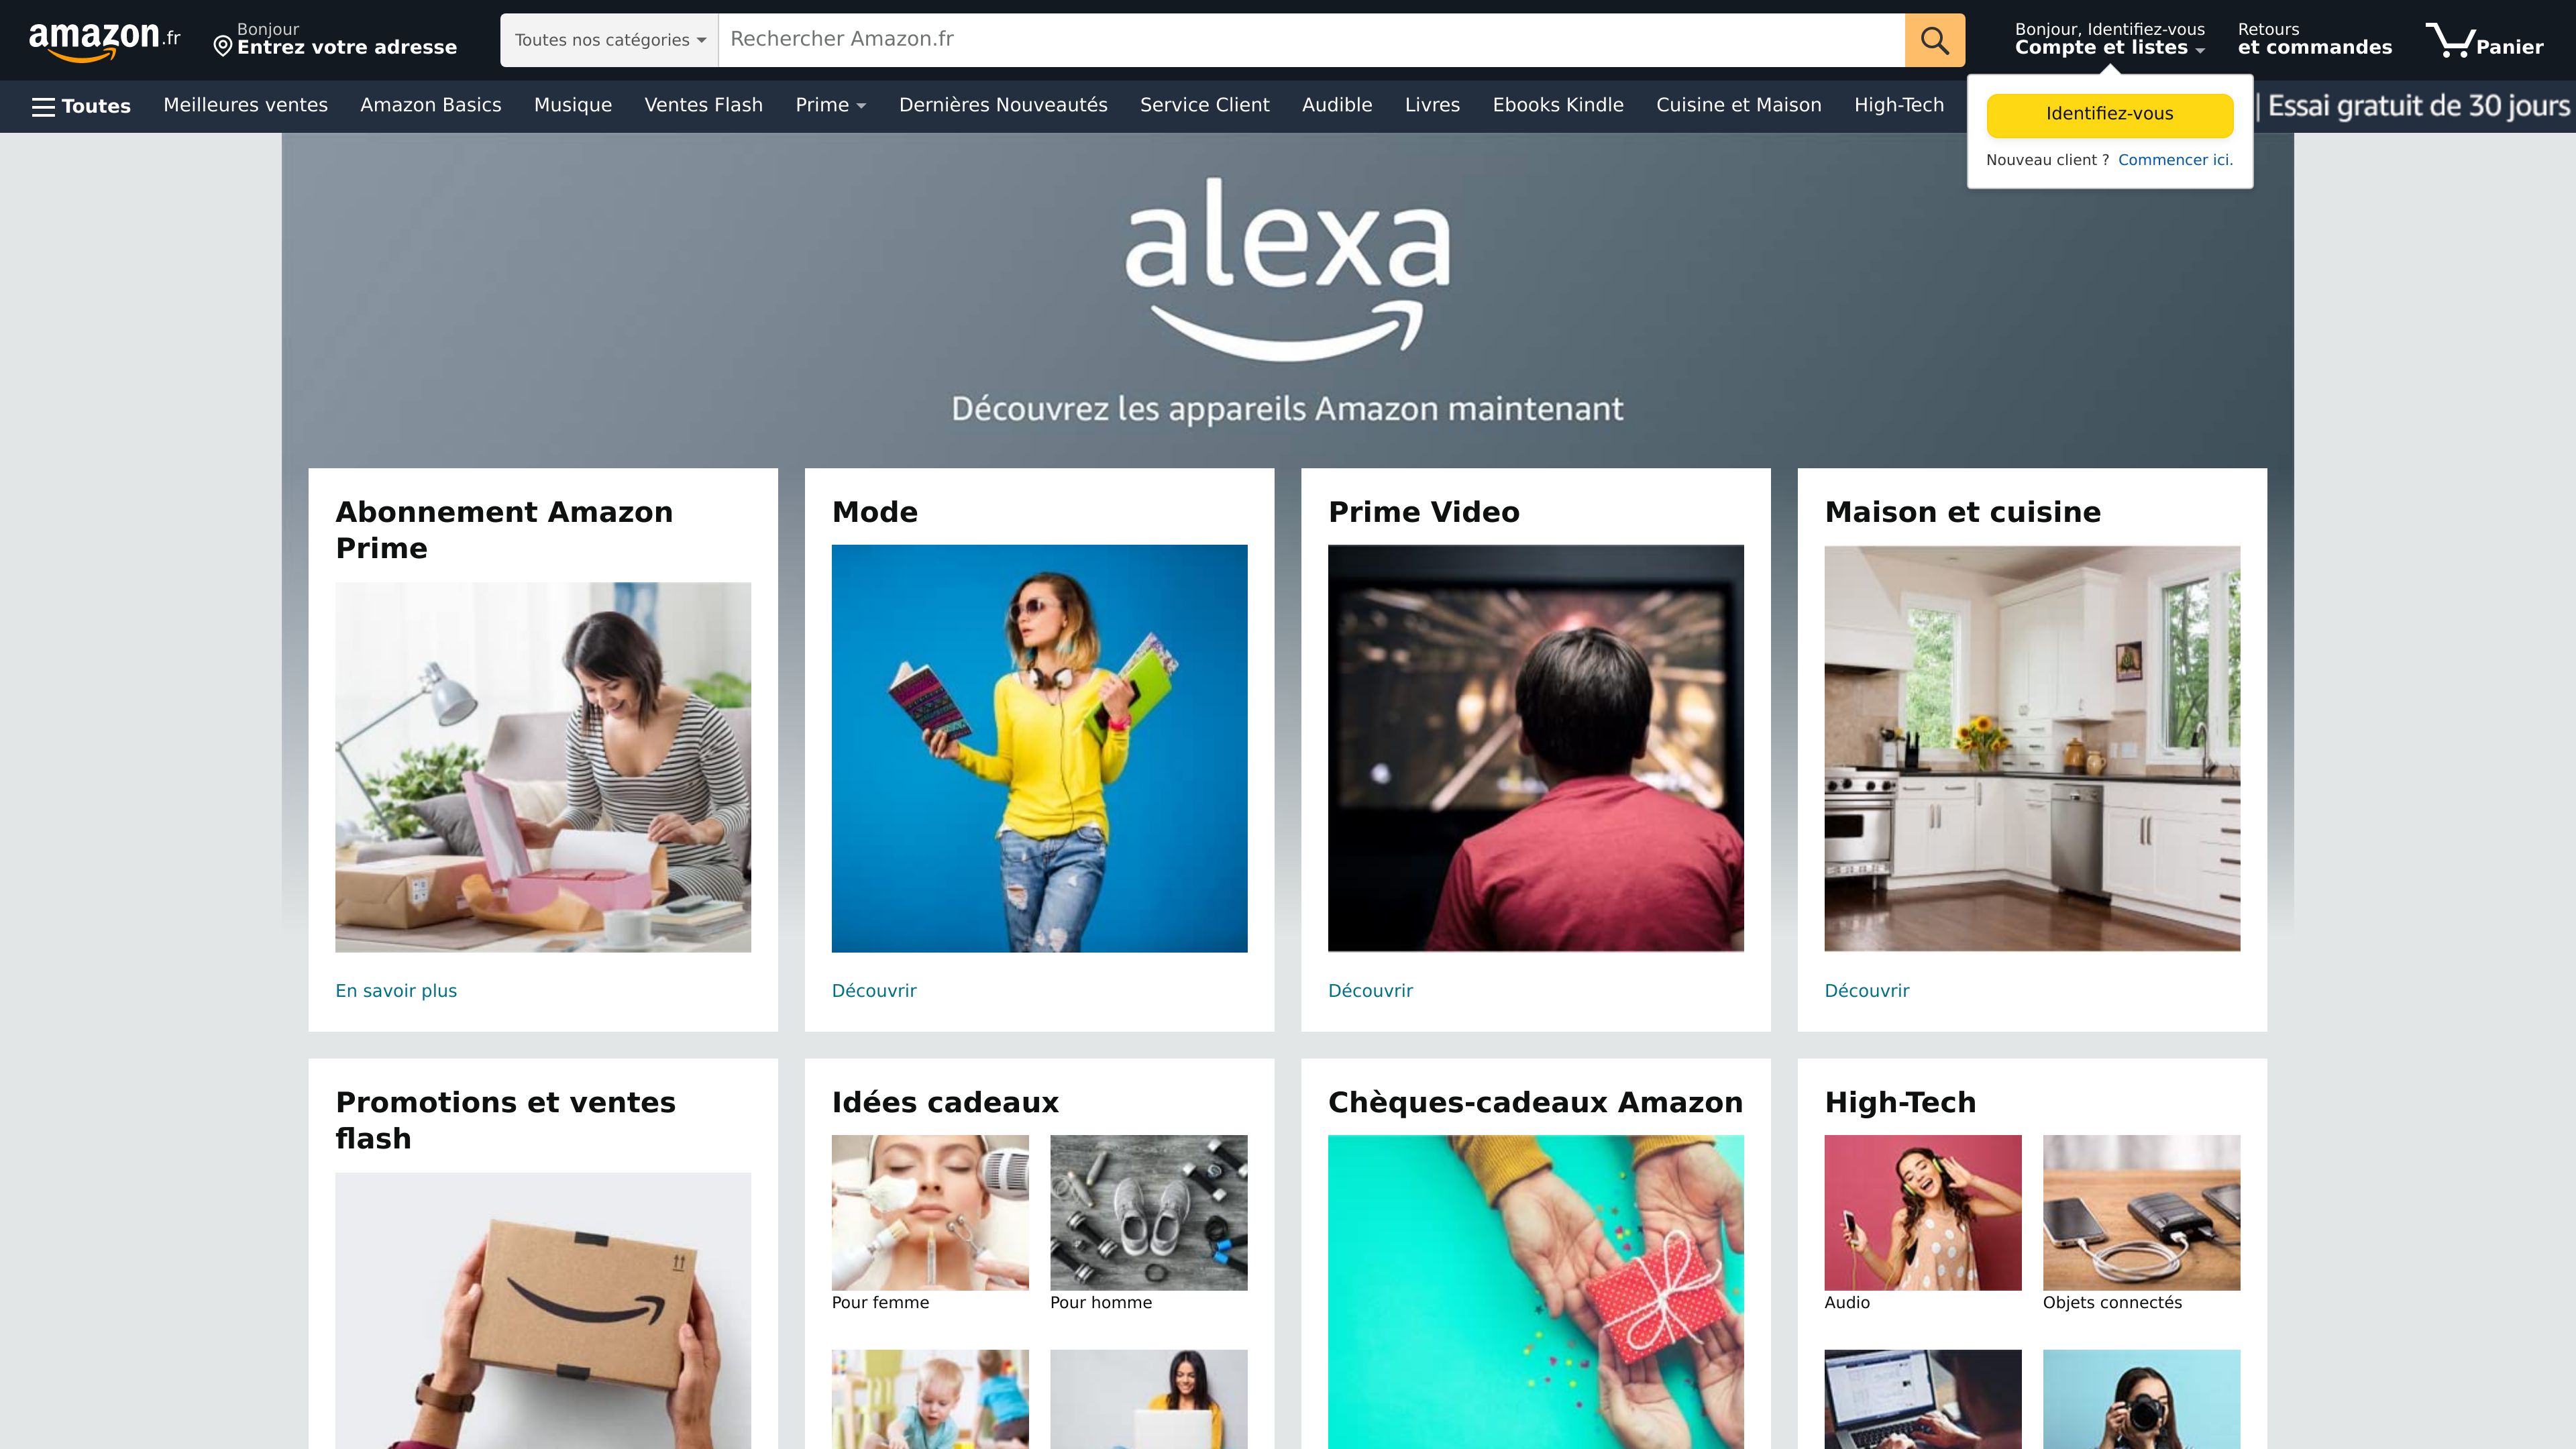 amazon.fr
Bonjour
Entrez votre adresse
Toutes nos catégories
Rechercher Amazon.fr
Bonjour, Identifiez-vous
Compte et listes
Retours
et commandes
Panier
Toutes
Meilleures ventes
Amazon Basics
Musique
Ventes Flash
Prime
Dernières Nouveautés
Service Client
Audible
Livres
Ebooks Kindle
Cuisine et Maison
High-Tech
| Essai gratuit de 30 jours
Identifiez-vous
Nouveau client ? Commencer ici.
alexa
Découvrez les appareils Amazon maintenant
Abonnement Amazon
Prime
En savoir plus
Mode
Découvrir
Prime Video
Découvrir
Maison et cuisine
Découvrir
Promotions et ventes
flash
Idées cadeaux
Pour femme
Pour homme
Chèques-cadeaux Amazon
High-Tech
Audio
Objets connectés